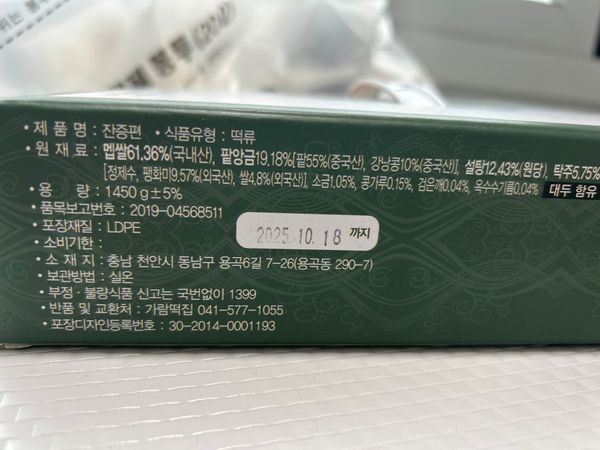 위는
(20입)
• 제 품 명 : 잔증편 • 식품유형 : 떡류
• 원 재 료 : 멥쌀61.36%(국내산), 팥앙금19.18%[팥55%(중국산), 강낭콩10%(중국산)], 설탕12.43%(원당), 탁주5.75%
[정제수, 팽화미9.57%(외국산), 쌀4.8%(외국산)], 소금1.05%, 콩가루0.15%, 검은깨0.04%, 옥수수기름0.04% 대두 함유
• 용 량 : 1450g±5%
• 품목보고번호 : 2019-04568511
• 포장재질 : LDPE
• 소비기한 : 2025.10.18 까지
• 소 재 지 : 충남 천안시 동남구 용곡6길 7-26(용곡동 290-7)
• 보관방법 : 실온
• 부정·불량식품 신고는 국번없이 1399
• 반품 및 교환처 : 가람떡집 041-577-1055
• 포장디자인등록번호 : 30-2014-0001193